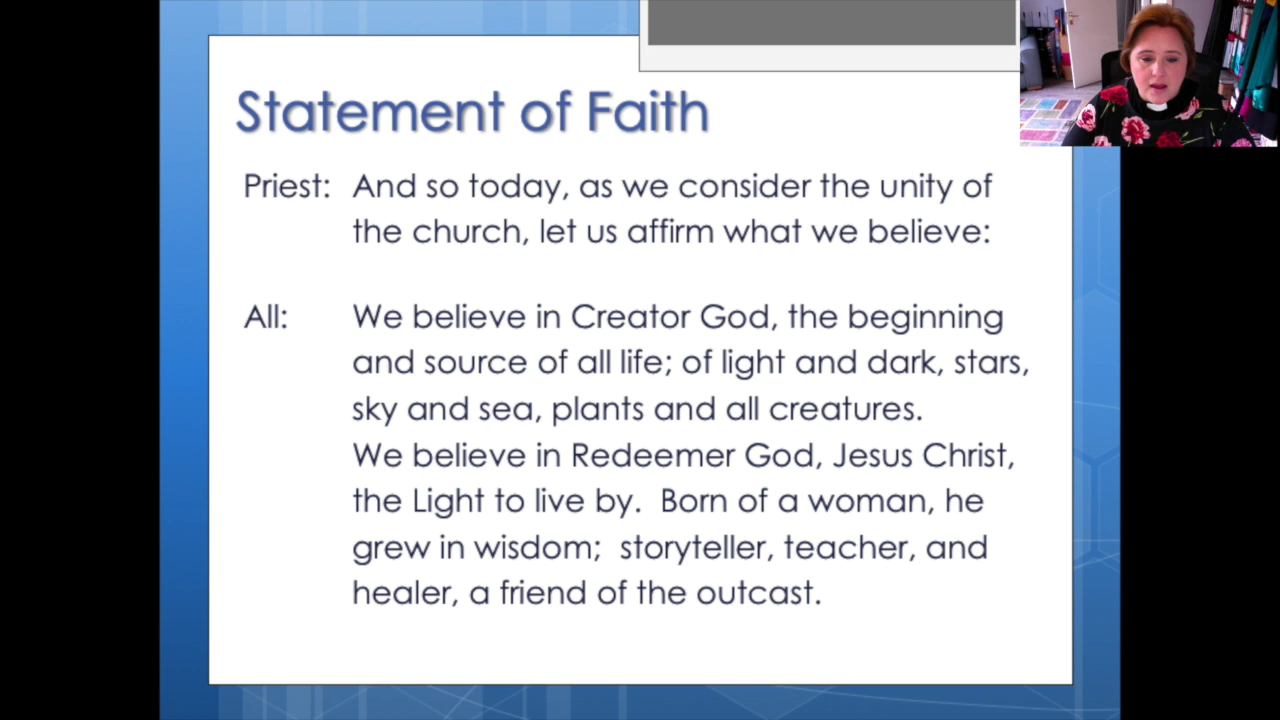 Statement of Faith
Priest: And so today, as we consider the unity of
the church, let us affirm what we believe:
All: We believe in Creator God, the beginning
and source of all life; of light and dark, stars,
sky and sea, plants and all creatures.
We believe in Redeemer God, Jesus Christ,
the Light to live by.  Born of a woman, he
grew in wisdom;  storyteller, teacher, and
healer, a friend of the outcast.